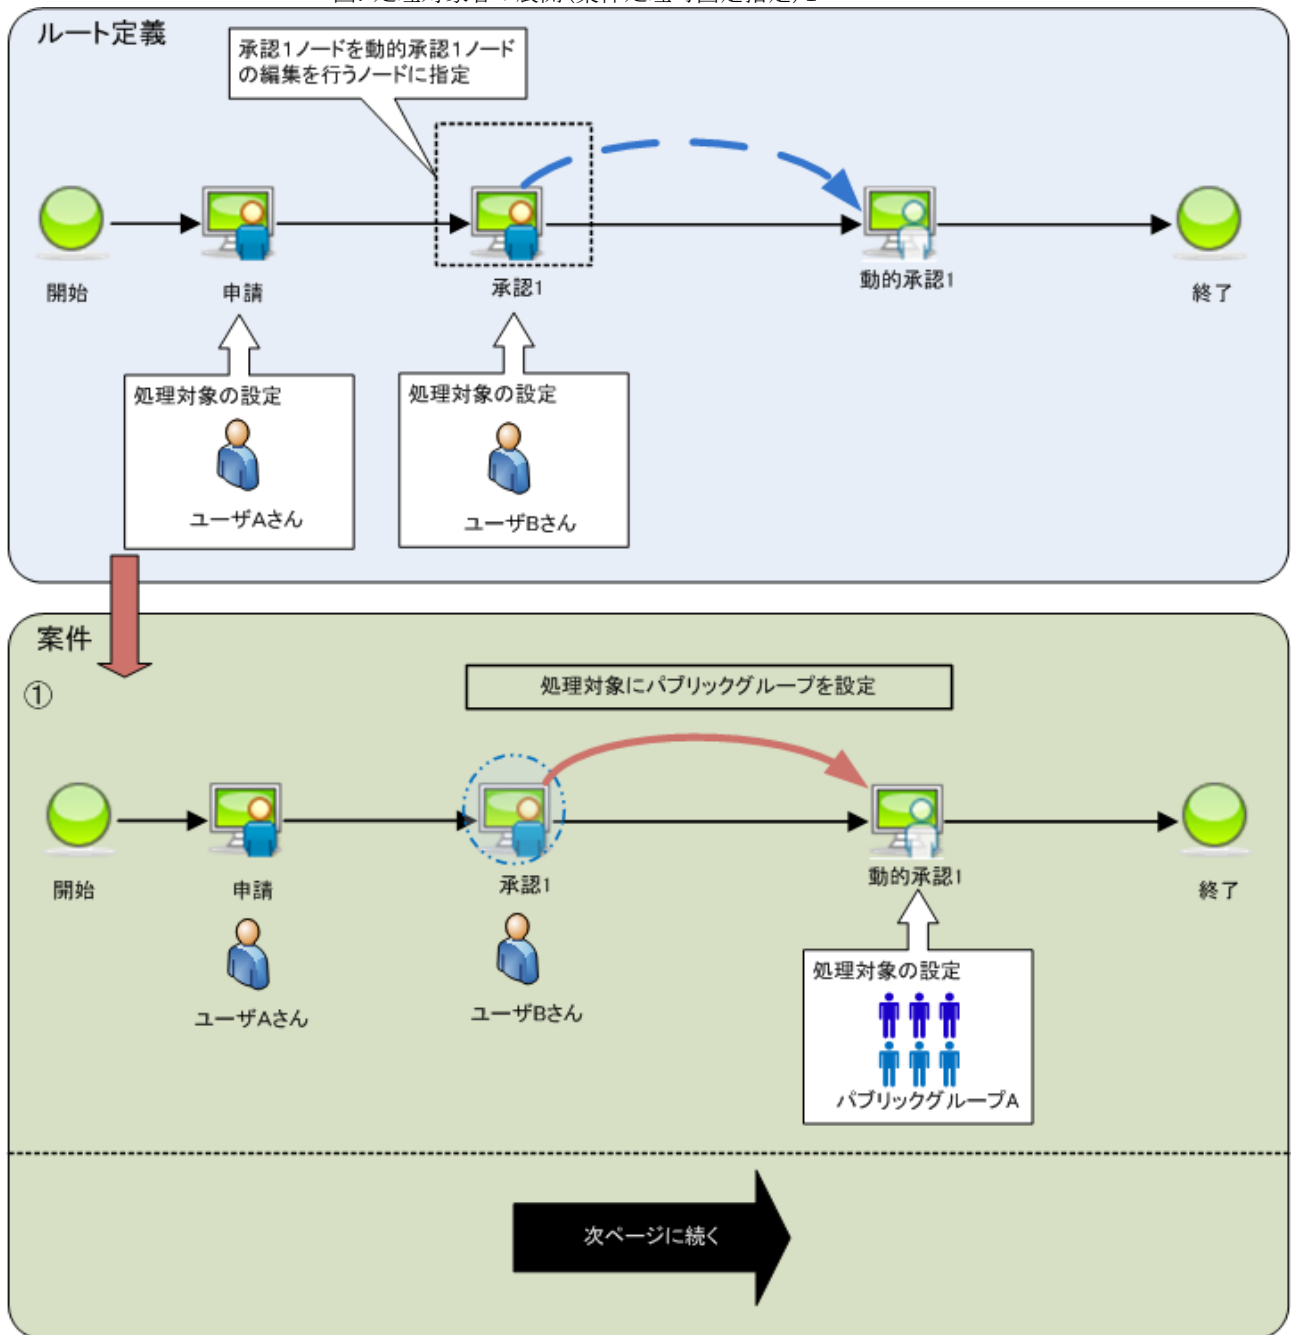 ルート定義
承認1ノードを動的承認1ノード
の編集を行うノードに指定
開始
申請
承認1
動的承認1
終了
処理対象の設定
ユーザAさん
処理対象の設定
ユーザBさん
案件
①
処理対象にパブリックグループを設定
開始
申請
承認1
動的承認1
終了
ユーザAさん
ユーザBさん
処理対象の設定
パブリックグループA
次ページに続く